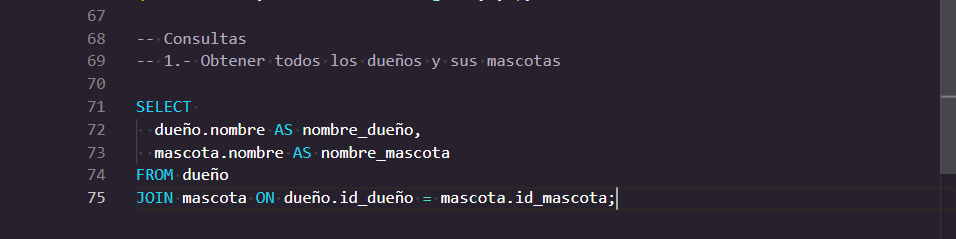 67
68 -- Consultas
69 -- 1.- Obtener todos los dueños y sus mascotas
70
71 SELECT
72 dueño.nombre AS nombre_dueño,
73 mascota.nombre AS nombre_mascota
74 FROM dueño
75 JOIN mascota ON dueño.id_dueño = mascota.id_mascota;